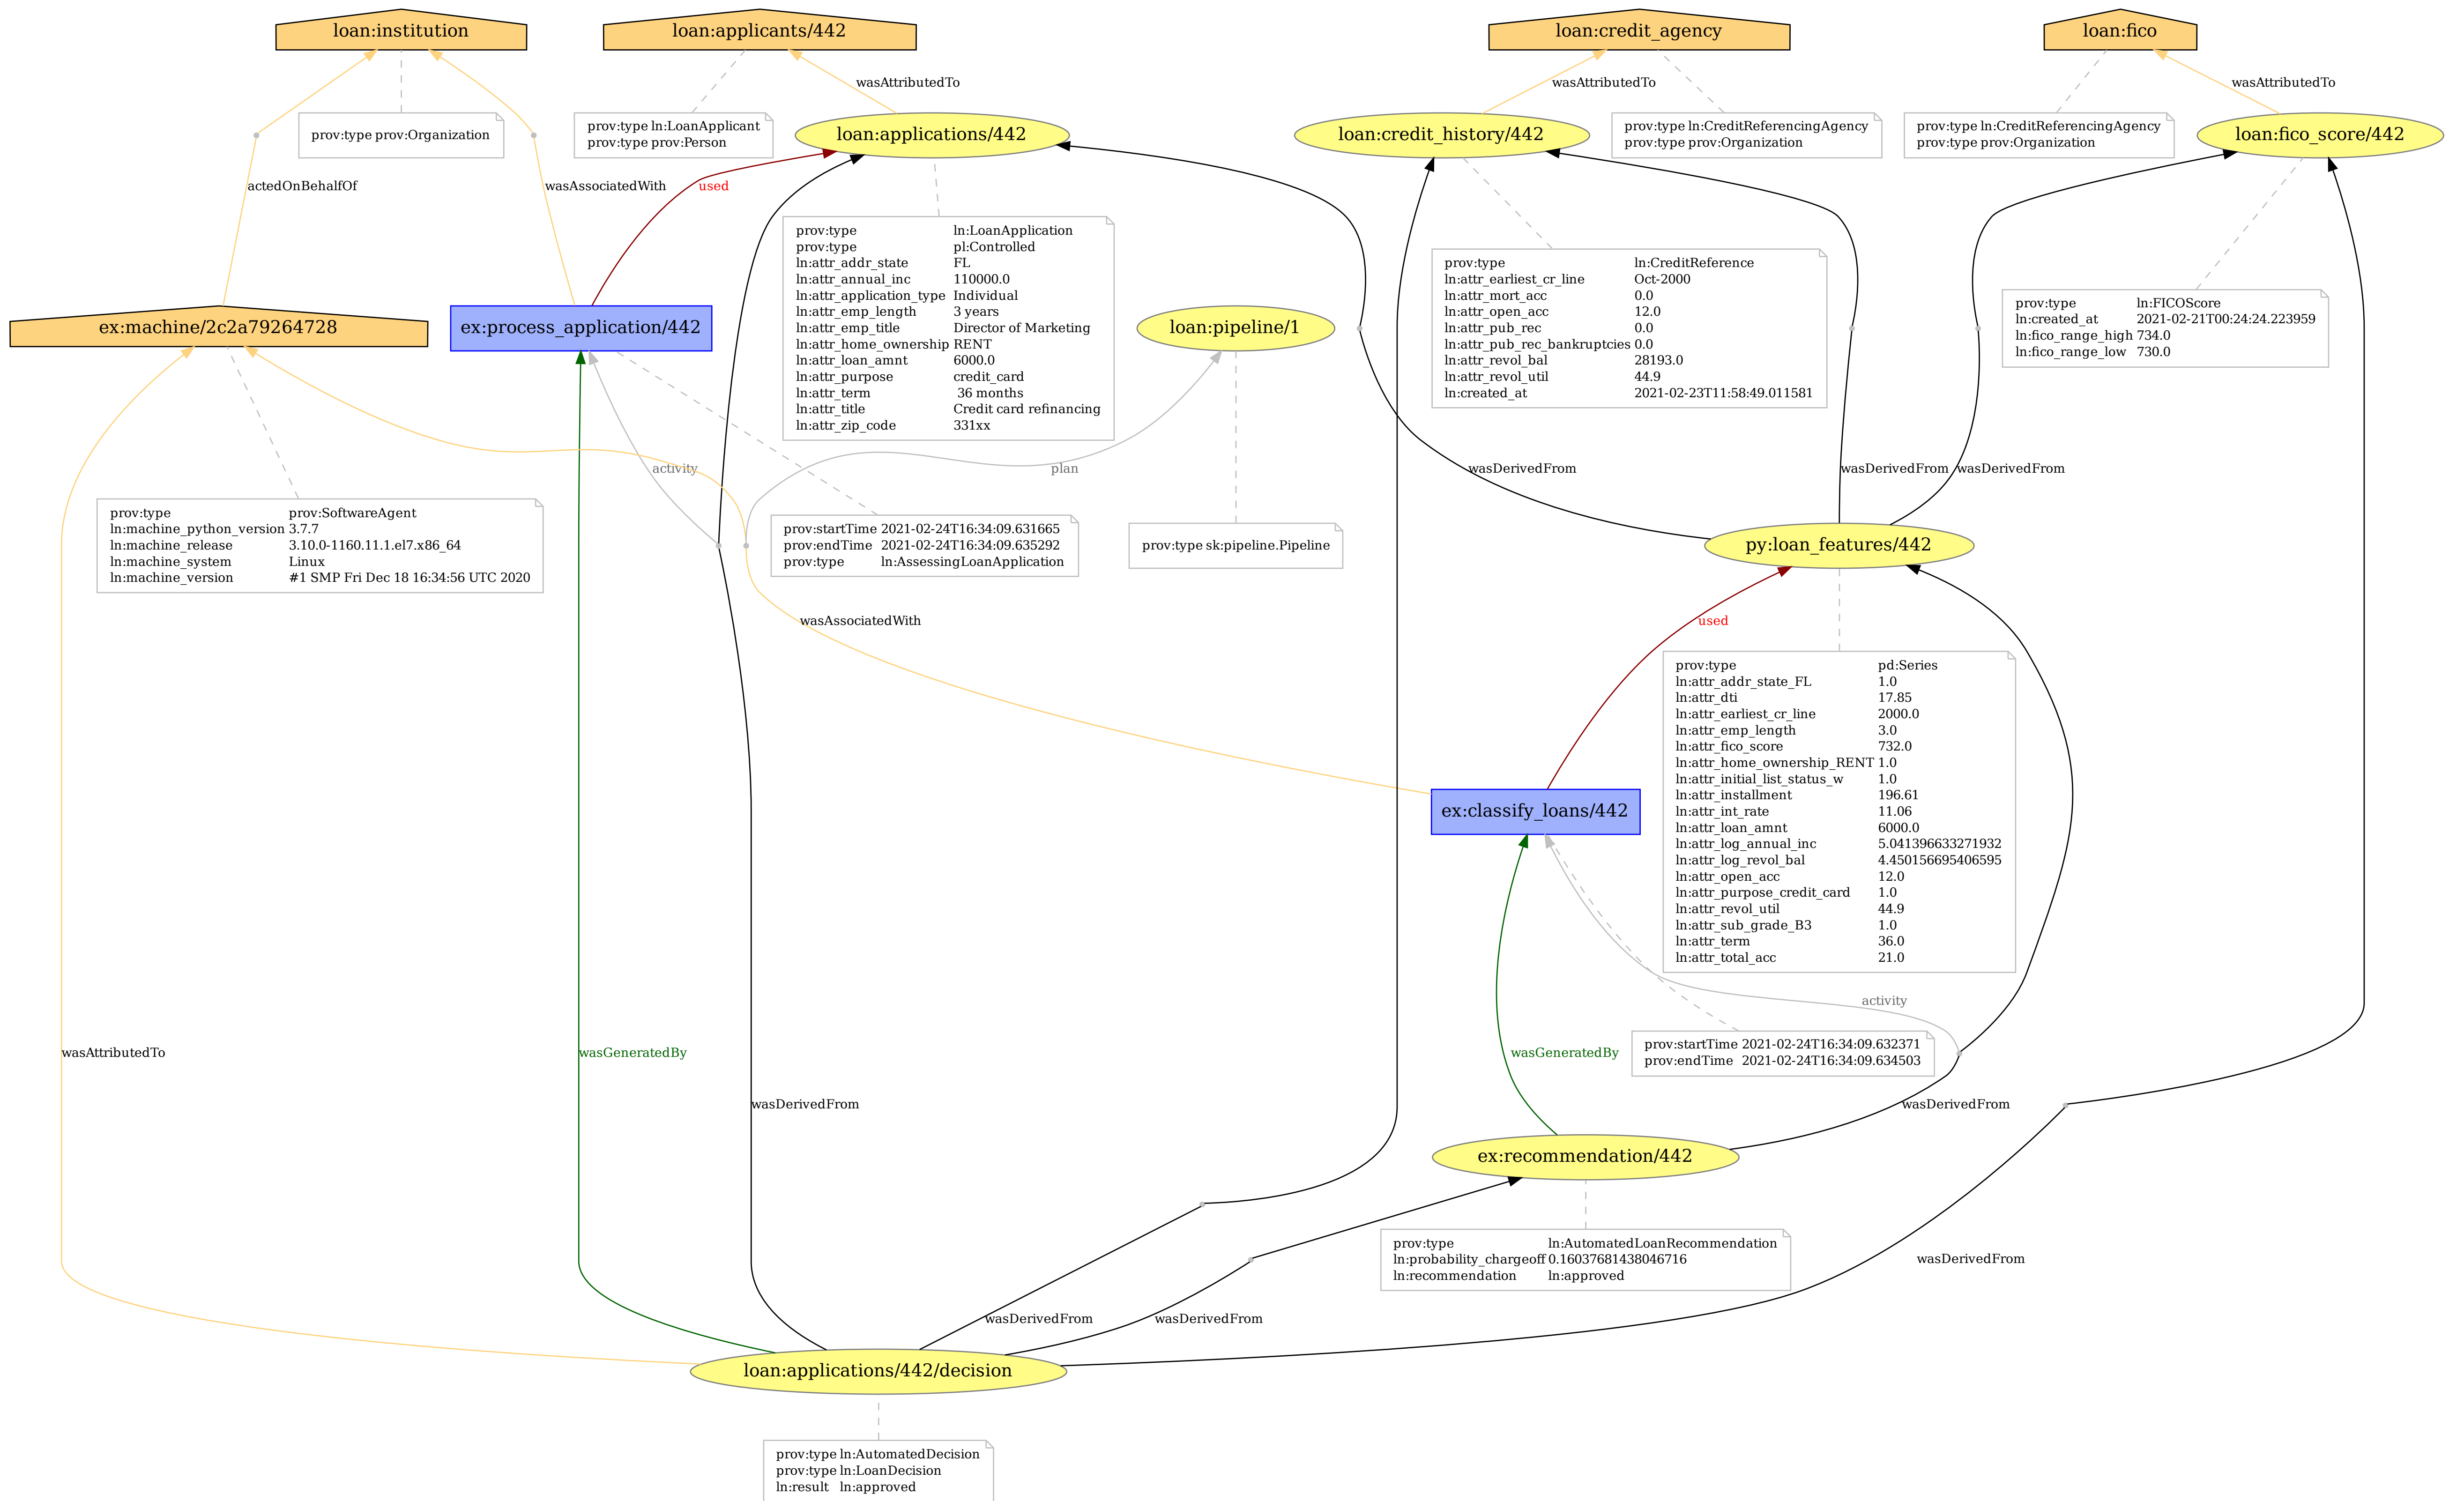 loan:institution
loan:applicants/442
loan:credit_agency
loan:fico
wasAttributedTo
wasAttributedTo
wasAttributedTo
prov:type prov:Organization
prov:type ln:LoanApplicant
prov:type prov:Person
loan:applications/442
loan:credit_history/442
prov:type ln:CreditReferencingAgency
prov:type prov:Organization
prov:type ln:CreditReferencingAgency
prov:type prov:Organization
loan:fico_score/442
actedOnBehalfOf
wasAssociatedWith
used
prov:type ln:LoanApplication
prov:type pl:Controlled
ln:attr_addr_state FL
ln:attr_annual_inc 110000.0
ln:attr_application_type Individual
ln:attr_emp_length 3 years
ln:attr_emp_title Director of Marketing
ln:attr_home_ownership RENT
ln:attr_loan_amnt 6000.0
ln:attr_purpose credit_card
ln:attr_term 36 months
ln:attr_title Credit card refinancing
ln:attr_zip_code 331xx
prov:type ln:CreditReference
ln:attr_earliest_cr_line Oct-2000
ln:attr_mort_acc 0.0
ln:attr_open_acc 12.0
ln:attr_pub_rec 0.0
ln:attr_pub_rec_bankruptcies 0.0
ln:attr_revol_bal 28193.0
ln:attr_revol_util 44.9
ln:created_at 2021-02-23T11:58:49.011581
prov:type ln:FICOScore
ln:created_at 2021-02-21T00:24:24.223959
ln:fico_range_high 734.0
ln:fico_range_low 730.0
ex:machine/2c2a79264728
ex:process_application/442
loan:pipeline/1
activity
plan
wasDerivedFrom
wasDerivedFrom
wasDerivedFrom
prov:type prov:SoftwareAgent
ln:machine_python_version 3.7.7
ln:machine_release 3.10.0-1160.11.1.el7.x86_64
ln:machine_system Linux
ln:machine_version #1 SMP Fri Dec 18 16:34:56 UTC 2020
prov:startTime 2021-02-24T16:34:09.631665
prov:endTime 2021-02-24T16:34:09.635292
prov:type ln:AssessingLoanApplication
prov:type sk:pipeline.Pipeline
py:loan_features/442
wasAssociatedWith
used
prov:type pd:Series
ln:attr_addr_state_FL 1.0
ln:attr_dti 17.85
ln:attr_earliest_cr_line 2000.0
ln:attr_emp_length 3.0
ln:attr_fico_score 732.0
ln:attr_home_ownership_RENT 1.0
ln:attr_initial_list_status_w 1.0
ln:attr_installment 196.61
ln:attr_int_rate 11.06
ln:attr_loan_amnt 6000.0
ln:attr_log_annual_inc 5.041396633271932
ln:attr_log_revol_bal 4.450156695406595
ln:attr_open_acc 12.0
ln:attr_purpose_credit_card 1.0
ln:attr_revol_util 44.9
ln:attr_sub_grade_B3 1.0
ln:attr_term 36.0
ln:attr_total_acc 21.0
ex:classify_loans/442
activity
wasAttributedTo
wasGeneratedBy
wasGeneratedBy
prov:startTime 2021-02-24T16:34:09.632371
prov:endTime 2021-02-24T16:34:09.634503
wasDerivedFrom
wasDerivedFrom
ex:recommendation/442
prov:type ln:AutomatedLoanRecommendation
ln:probability_chargeoff 0.16037681438046716
ln:recommendation ln:approved
wasDerivedFrom
wasDerivedFrom
wasDerivedFrom
loan:applications/442/decision
prov:type ln:AutomatedDecision
prov:type ln:LoanDecision
ln:result ln:approved